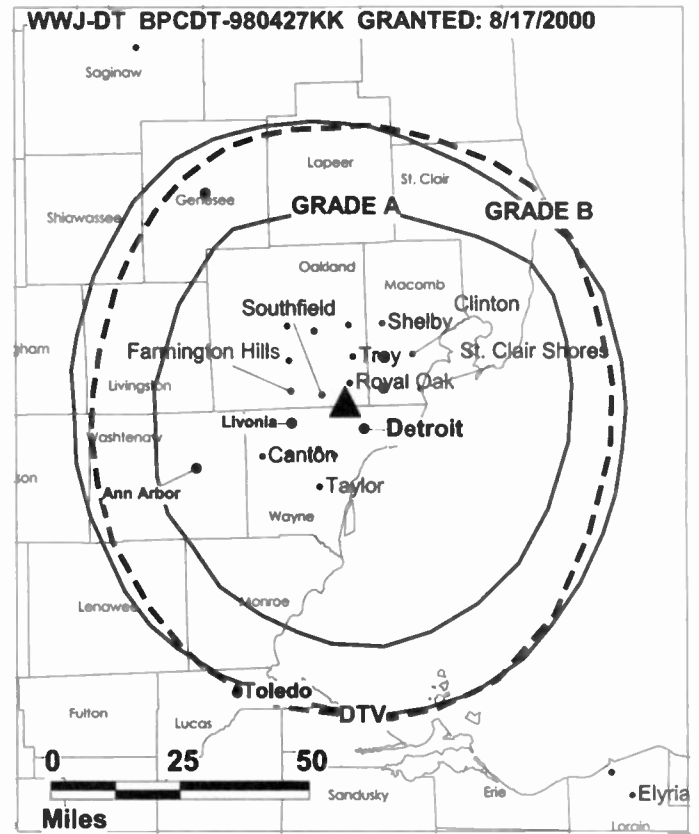 WWJ-DT BPCDT-980427KK GRANTED: 8/17/2000
Saginaw
Lapeer
St. Clair
Genesee
GRADE A
GRADE B
Shiawassee
Oakland
Macomb
Southfield
Clinton
Shelby
Farmington Hills
Troy
St. Clair Shores
gham
Livingston
Royal Oak
Livonia
Detroit
Washtenaw
Canton
son
Ann Arbor
Taylor
Wayne
Lenawee
Monroe
Toledo
DTV
Fulton
Lucas
0 25 50
Sandusky
Erie
Elyria
Miles
Lorain